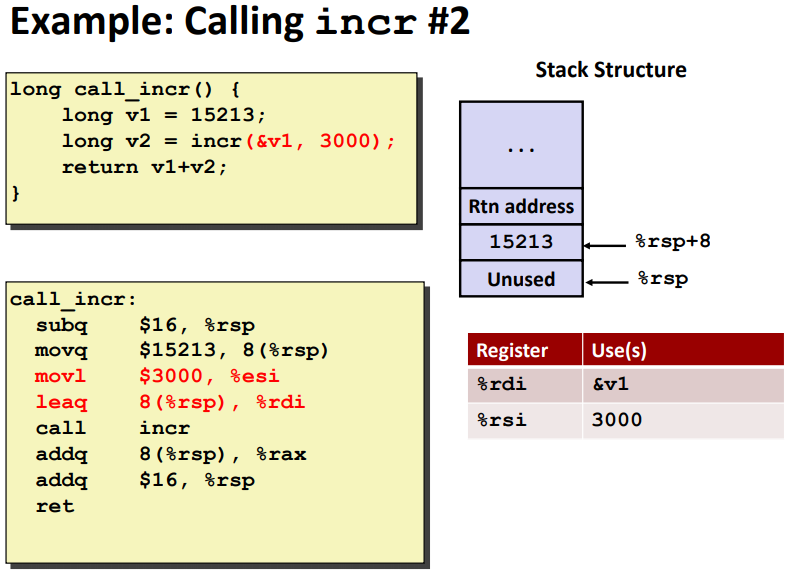 Example: Calling incr #2
long call_incr() {
    long v1 = 15213;
    long v2 = incr(&v1, 3000);
    return v1+v2;
}
call_incr:
  subq    $16, %rsp
  movq    $15213, 8(%rsp)
  movl    $3000, %esi
  leaq    8(%rsp), %rdi
  call    incr
  addq    8(%rsp), %rax
  addq    $16, %rsp
  ret
Stack Structure
...
Rtn address
15213 %rsp+8
Unused %rsp
Register Use(s)
%rdi &v1
%rsi 3000